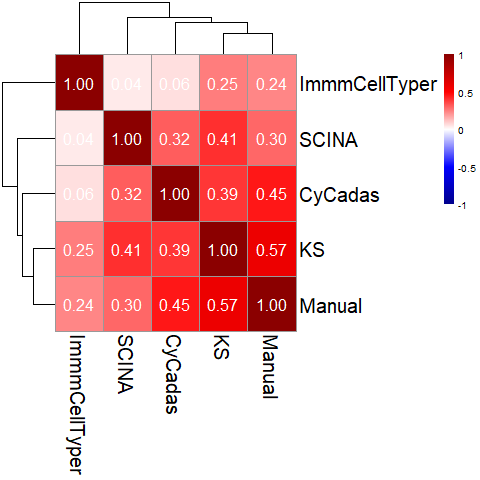 1.00 0.04 0.06 0.25 0.24 ImmmCellTyper
0.04 1.00 0.32 0.41 0.30 SCINA
0.06 0.32 1.00 0.39 0.45 CyCadas
0.25 0.41 0.39 1.00 0.57 KS
0.24 0.30 0.45 0.57 1.00 Manual
ImmmCellTyper
SCINA
CyCadas
KS
Manual
1
0.5
0
-0.5
-1